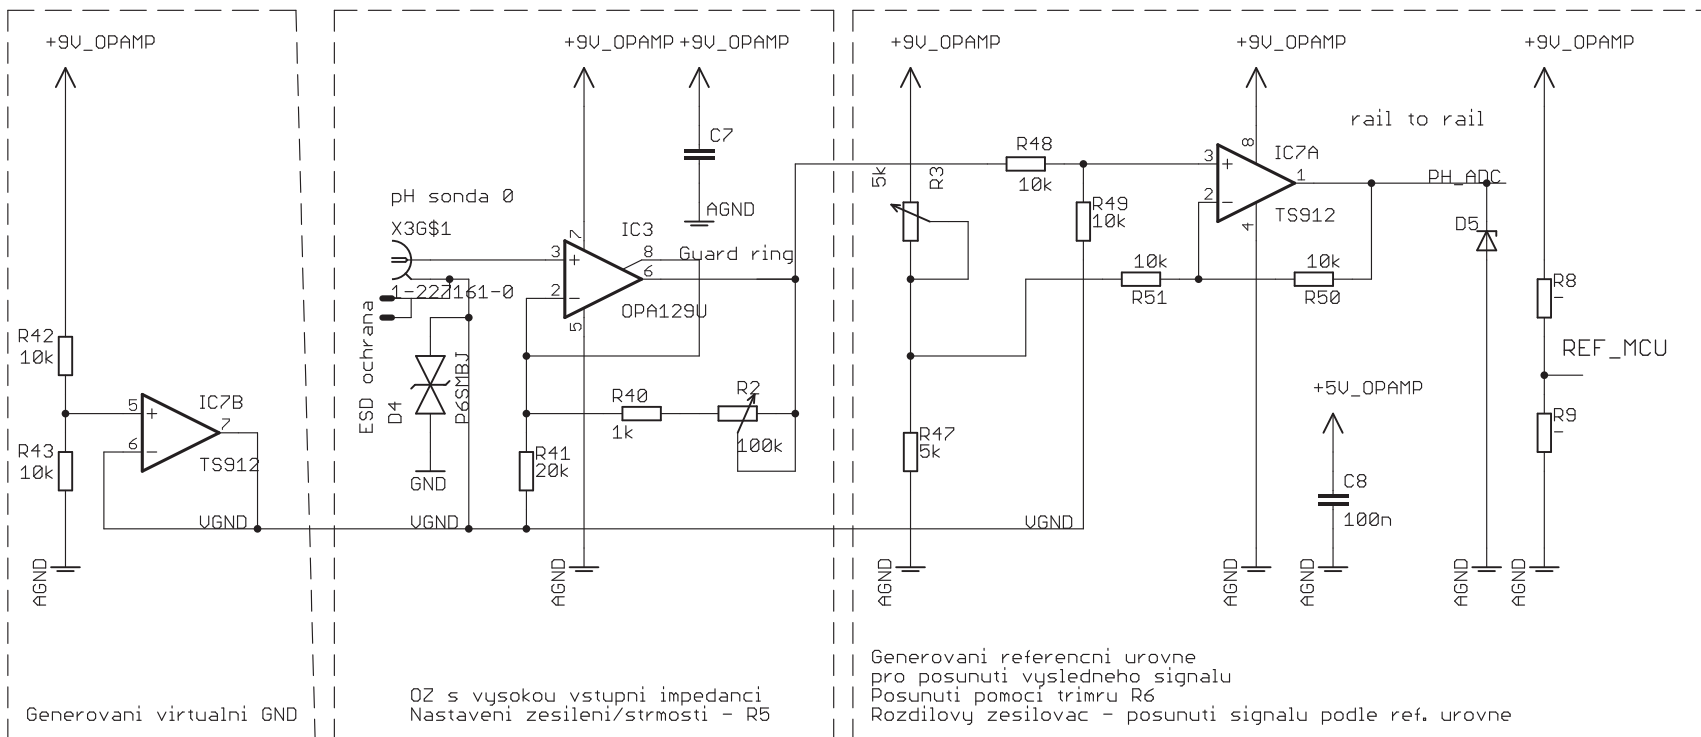 +9V_OPAMP
R42
10k
R43
10k
5
6
7
IC7B
TS912
VGND
AGND
Generovani virtualni GND
+9V_OPAMP
+9V_OPAMP
C7
AGND
pH sonda 0
X3G$1
1-227161-0
ESD ochrana
D4
P6SMBJ
GND
3
2
7
5
8
6
IC3
OPA129U
Guard ring
R40
1k
R2
100k
R41
20k
VGND
AGND
OZ s vysokou vstupni impedanci
Nastaveni zesileni/strmosti - R5
+9V_OPAMP
5k
R3
R47
5k
AGND
R48
10k
R49
10k
10k
R51
10k
R50
VGND
+9V_OPAMP
3
2
8
4
1
IC7A
TS912
rail to rail
PH_ADC
D5
AGND
+5V_OPAMP
C8
100n
AGND
AGND
+9V_OPAMP
R8
-
REF_MCU
R9
-
AGND
Generovani referencni urovne
pro posunuti vysledneho signalu
Posunuti pomoci trimru R6
Rozdilovy zesilovac - posunuti signalu podle ref. urovne